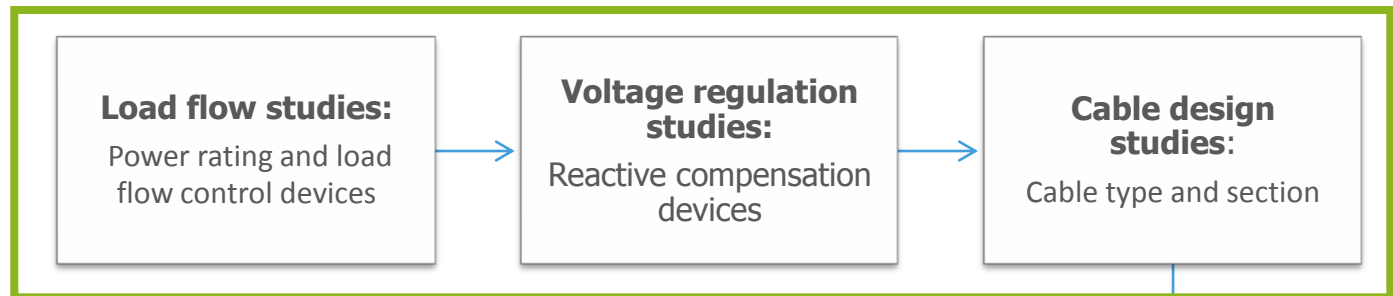 Load flow studies:
Power rating and load
flow control devices
Voltage regulation
studies:
Reactive compensation
devices
Cable design
studies:
Cable type and section